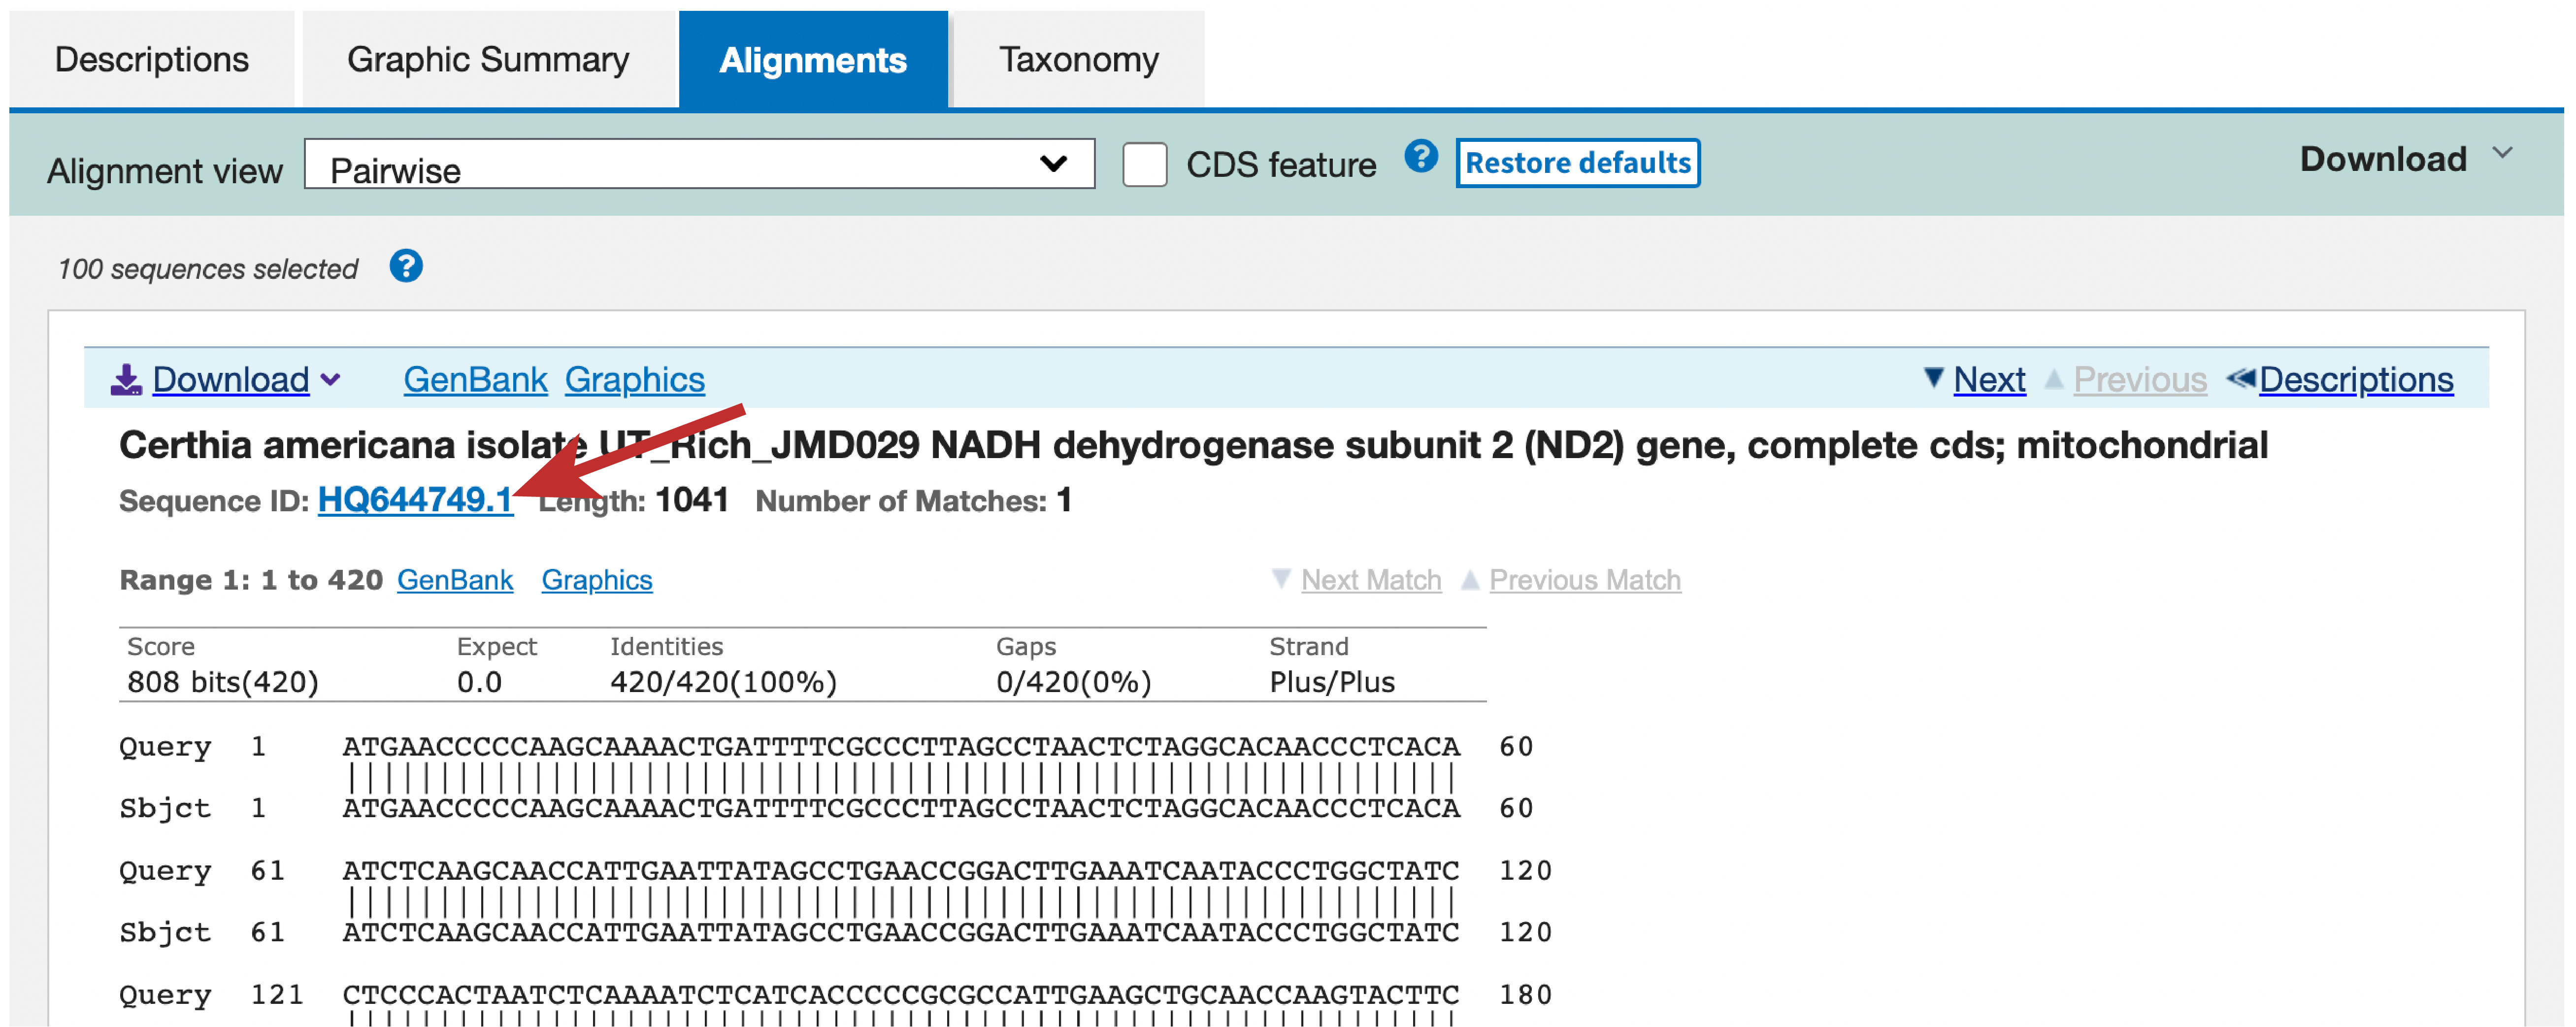 Descriptions Graphic Summary Alignments Taxonomy
Alignment view Pairwise CDS feature ? Restore defaults Download
100 sequences selected ?
Download GenBank Graphics Next Previous Descriptions
Certhia americana isolate UT_Rich_JMD029 NADH dehydrogenase subunit 2 (ND2) gene, complete cds; mitochondrial
Sequence ID: HQ644749.1 Length: 1041 Number of Matches: 1
Range 1: 1 to 420 GenBank Graphics Next Match Previous Match
Score Expect Identities Gaps Strand
808 bits(420) 0.0 420/420(100%) 0/420(0%) Plus/Plus
Query 1 ATGAACCCCCAAGCAAAACTGATTTTCGCCCTTAGCCTAACTCTAGGCACAACCCTCACA 60
Sbjct 1 ATGAACCCCCAAGCAAAACTGATTTTCGCCCTTAGCCTAACTCTAGGCACAACCCTCACA 60
Query 61 ATCTCAAGCAACCATTGAATTATAGCCTGAACCGGACTTGAAATCAATACCCTGGCTATC 120
Sbjct 61 ATCTCAAGCAACCATTGAATTATAGCCTGAACCGGACTTGAAATCAATACCCTGGCTATC 120
Query 121 CTCCCACTAATCTCAAAATCTCATCACCCCCGCGCCATTGAAGCTGCAACCAAGTACTTC 180